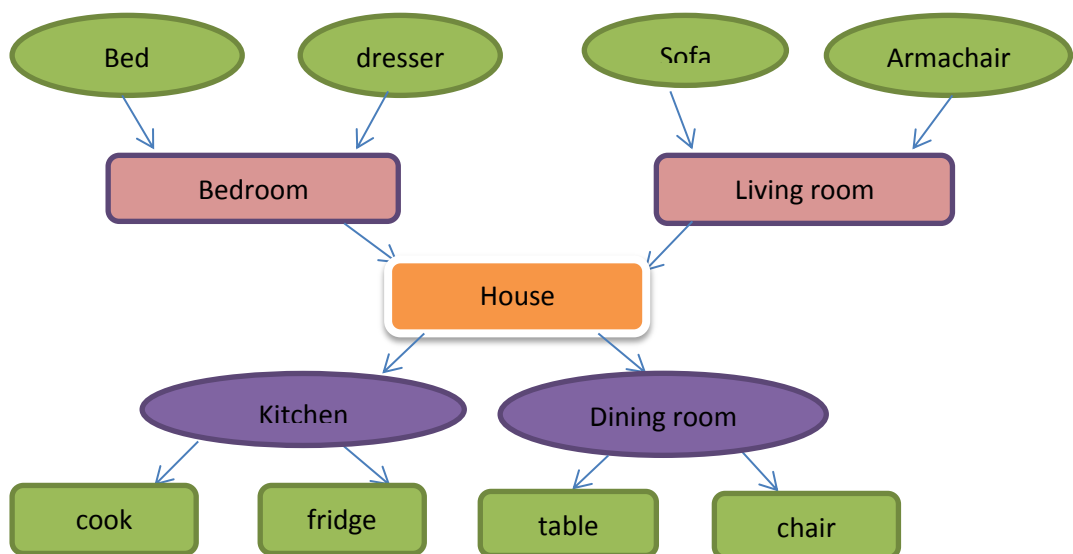 Bed
dresser
Sofa
Armachair
Bedroom
Living room
House
Kitchen
Dining room
cook
fridge
table
chair